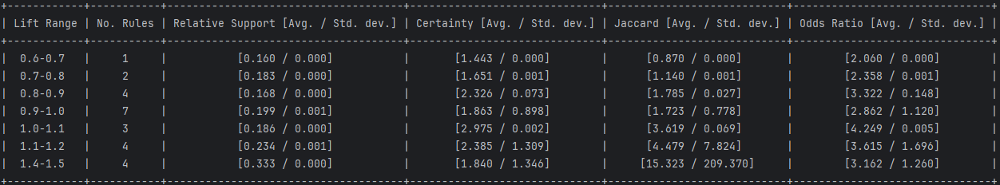 +------------+-----------+-------------------------------------+------------------------------+----------------------------+-------------------------------+
| Lift Range | No. Rules | Relative Support [Avg. / Std. dev.] | Certainty [Avg. / Std. dev.] | Jaccard [Avg. / Std. dev.] | Odds Ratio [Avg. / Std. dev.] |
+------------+-----------+-------------------------------------+------------------------------+----------------------------+-------------------------------+
| 0.6-0.7 | 1 | [0.160 / 0.000] | [1.443 / 0.000] | [0.870 / 0.000] | [2.060 / 0.000] |
| 0.7-0.8 | 2 | [0.183 / 0.000] | [1.651 / 0.001] | [1.140 / 0.001] | [2.358 / 0.001] |
| 0.8-0.9 | 4 | [0.168 / 0.000] | [2.326 / 0.073] | [1.785 / 0.027] | [3.322 / 0.148] |
| 0.9-1.0 | 7 | [0.199 / 0.001] | [1.863 / 0.898] | [1.723 / 0.778] | [2.862 / 1.120] |
| 1.0-1.1 | 3 | [0.186 / 0.000] | [2.975 / 0.002] | [3.619 / 0.069] | [4.249 / 0.005] |
| 1.1-1.2 | 4 | [0.234 / 0.001] | [2.385 / 1.309] | [4.479 / 7.824] | [3.615 / 1.696] |
| 1.4-1.5 | 4 | [0.333 / 0.000] | [1.840 / 1.346] | [15.323 / 209.370] | [3.162 / 1.260] |
+------------+-----------+-------------------------------------+------------------------------+----------------------------+-------------------------------+